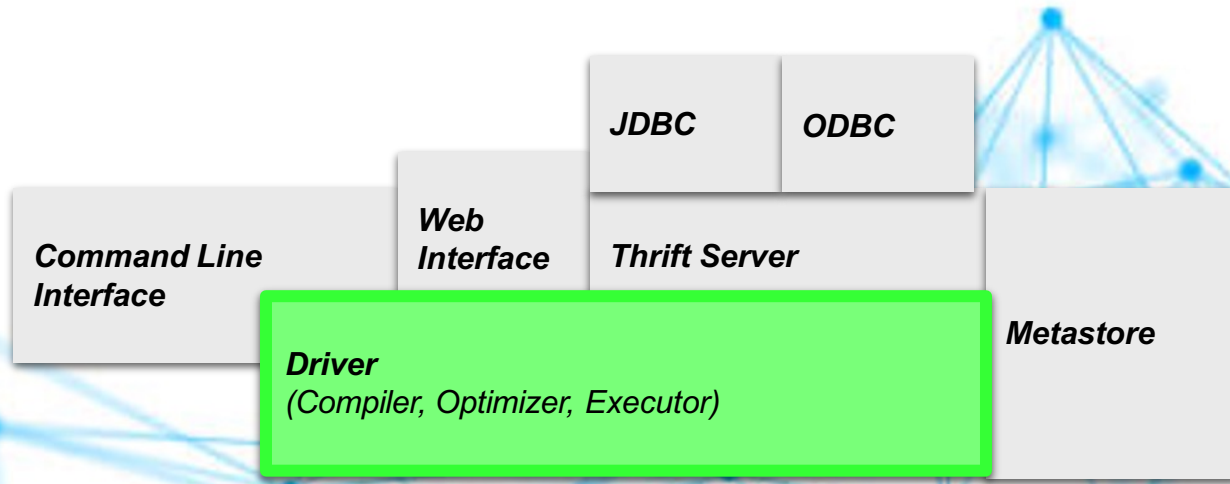 JDBC
ODBC
Web
Interface
Command Line
Interface
Thrift Server
Metastore
Driver
(Compiler, Optimizer, Executor)